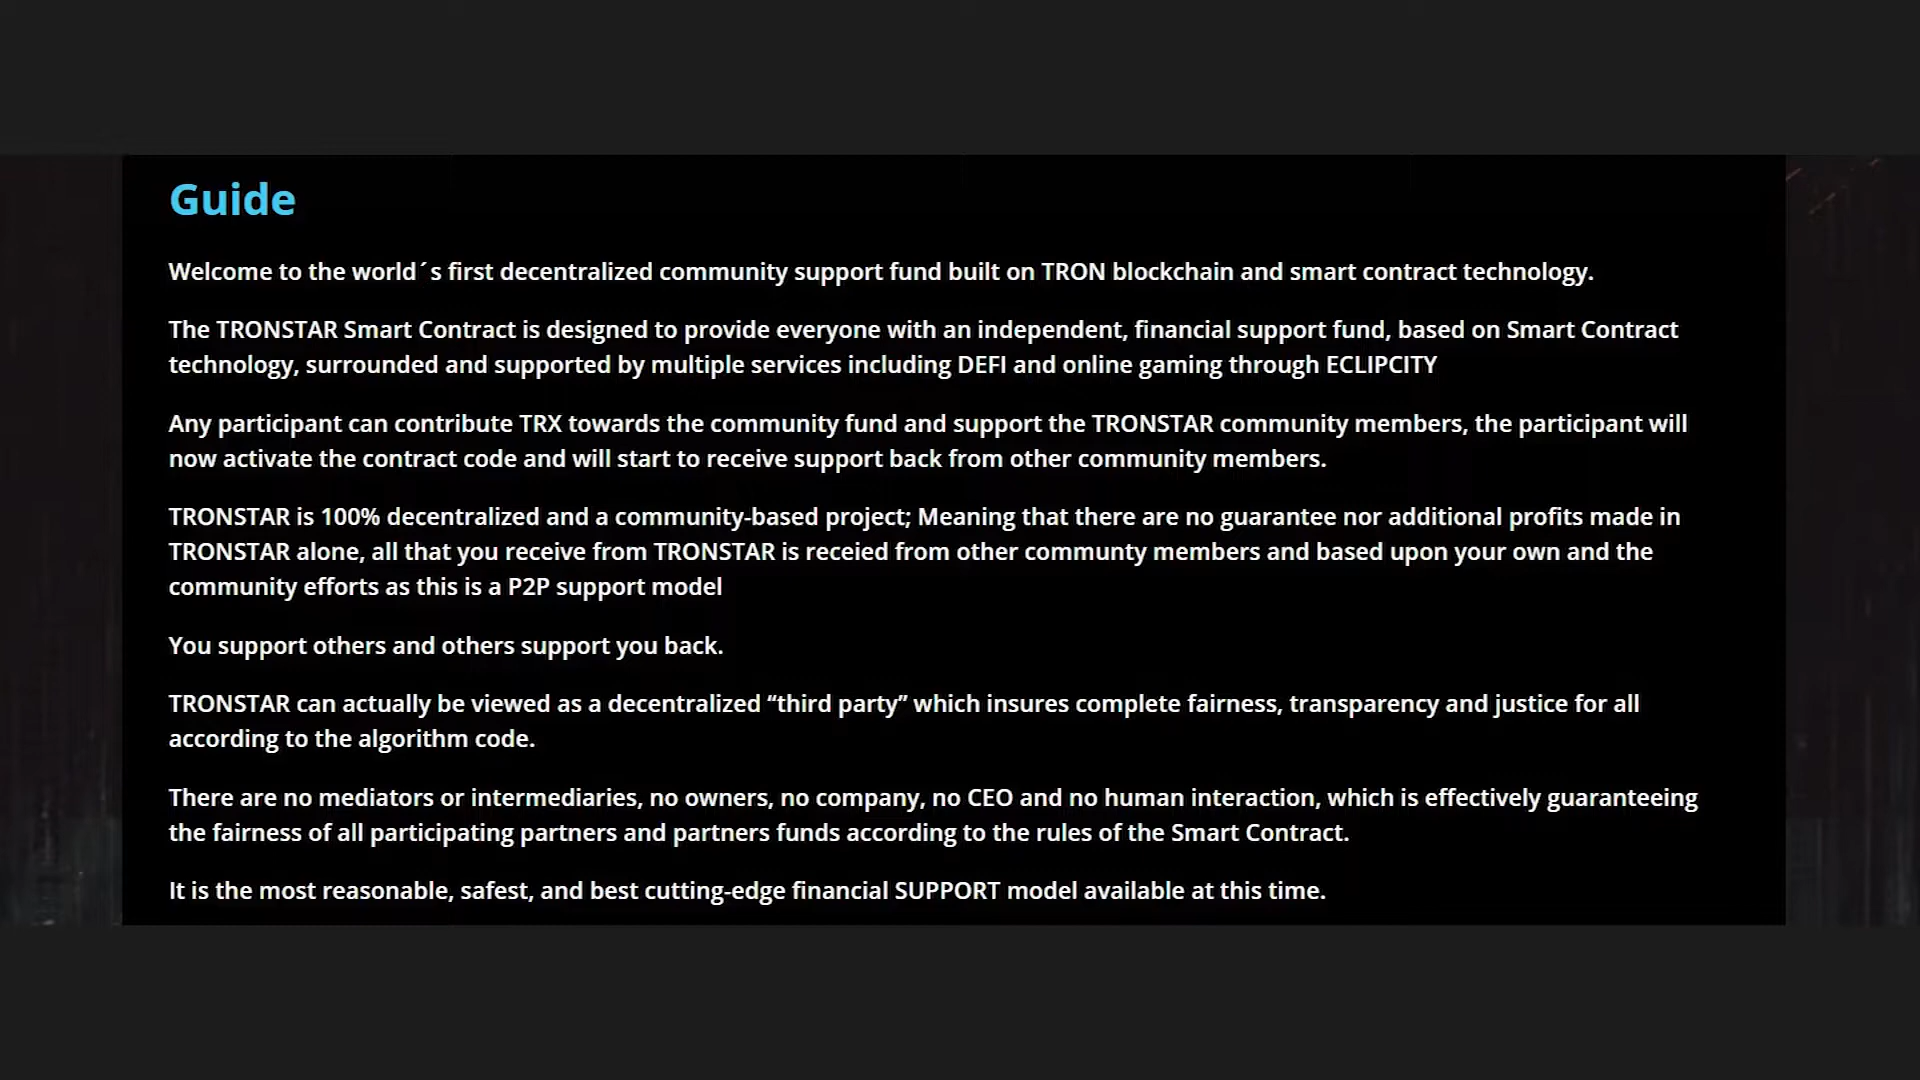 Guide
Welcome to the world´s first decentralized community support fund built on TRON blockchain and smart contract technology.
The TRONSTAR Smart Contract is designed to provide everyone with an independent, financial support fund, based on Smart Contract
technology, surrounded and supported by multiple services including DEFI and online gaming through ECLIPCITY
Any participant can contribute TRX towards the community fund and support the TRONSTAR community members, the participant will
now activate the contract code and will start to receive support back from other community members.
TRONSTAR is 100% decentralized and a community-based project; Meaning that there are no guarantee nor additional profits made in
TRONSTAR alone, all that you receive from TRONSTAR is receied from other communty members and based upon your own and the
community efforts as this is a P2P support model
You support others and others support you back.
TRONSTAR can actually be viewed as a decentralized “third party” which insures complete fairness, transparency and justice for all
according to the algorithm code.
There are no mediators or intermediaries, no owners, no company, no CEO and no human interaction, which is effectively guaranteeing
the fairness of all participating partners and partners funds according to the rules of the Smart Contract.
It is the most reasonable, safest, and best cutting-edge financial SUPPORT model available at this time.